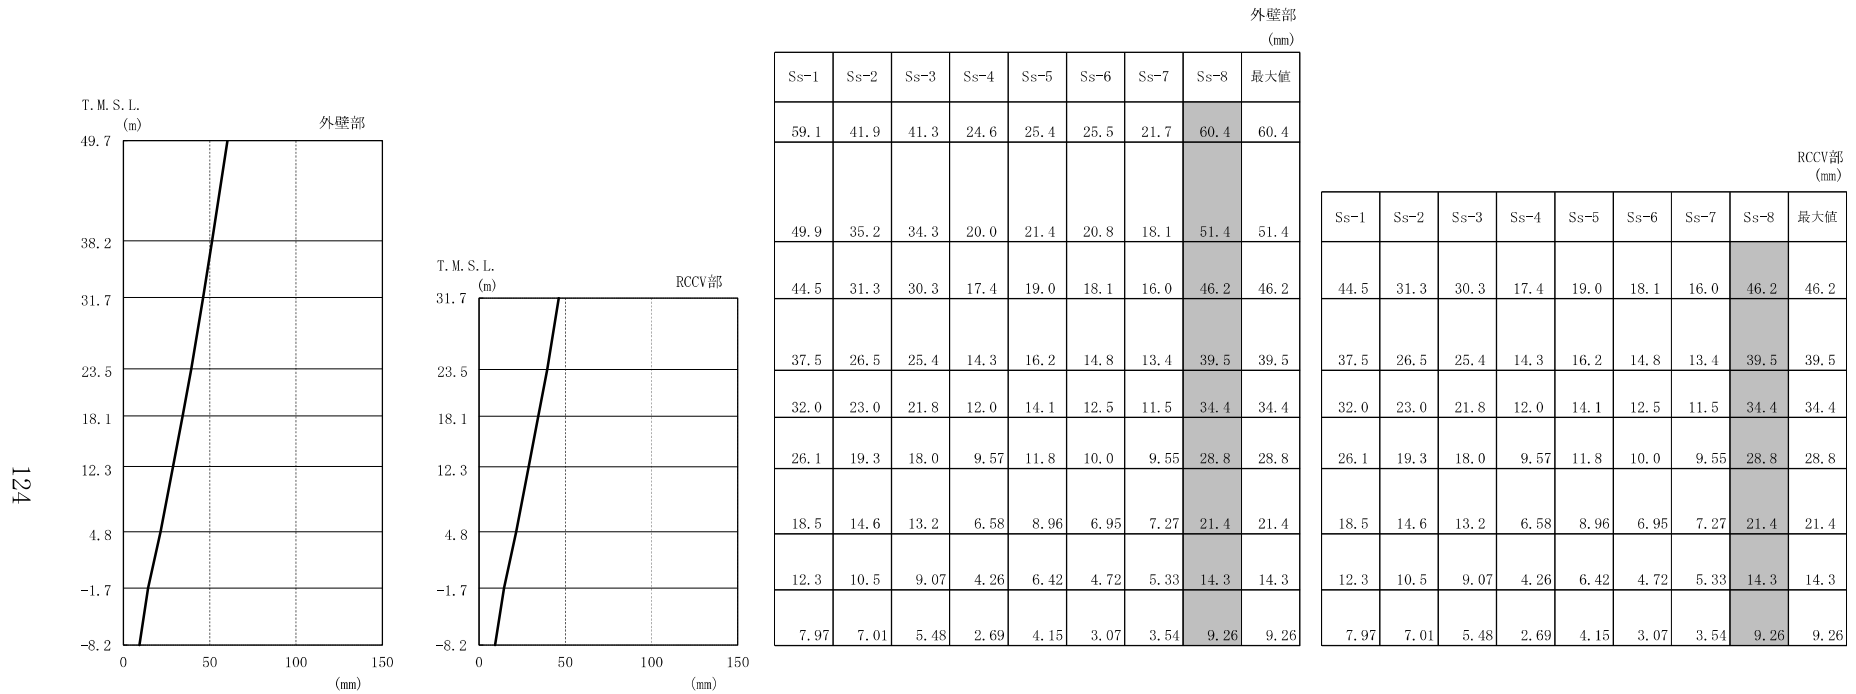 124
T.M.S.L.
(m)
外壁部
49.7
38.2
31.7
23.5
18.1
12.3
4.8
-1.7
-8.2
0 50 100 150
(mm)
T.M.S.L.
(m)
RCCV部
31.7
23.5
18.1
12.3
4.8
-1.7
-8.2
0 50 100 150
(mm)
外壁部
(mm)
Ss-1 Ss-2 Ss-3 Ss-4 Ss-5 Ss-6 Ss-7 Ss-8 最大値
59.1 41.9 41.3 24.6 25.4 25.5 21.7 60.4 60.4
49.9 35.2 34.3 20.0 21.4 20.8 18.1 51.4 51.4
44.5 31.3 30.3 17.4 19.0 18.1 16.0 46.2 46.2
37.5 26.5 25.4 14.3 16.2 14.8 13.4 39.5 39.5
32.0 23.0 21.8 12.0 14.1 12.5 11.5 34.4 34.4
26.1 19.3 18.0 9.57 11.8 10.0 9.55 28.8 28.8
18.5 14.6 13.2 6.58 8.96 6.95 7.27 21.4 21.4
12.3 10.5 9.07 4.26 6.42 4.72 5.33 14.3 14.3
7.97 7.01 5.48 2.69 4.15 3.07 3.54 9.26 9.26
RCCV部
(mm)
Ss-1 Ss-2 Ss-3 Ss-4 Ss-5 Ss-6 Ss-7 Ss-8 最大値
44.5 31.3 30.3 17.4 19.0 18.1 16.0 46.2 46.2
37.5 26.5 25.4 14.3 16.2 14.8 13.4 39.5 39.5
32.0 23.0 21.8 12.0 14.1 12.5 11.5 34.4 34.4
26.1 19.3 18.0 9.57 11.8 10.0 9.55 28.8 28.8
18.5 14.6 13.2 6.58 8.96 6.95 7.27 21.4 21.4
12.3 10.5 9.07 4.26 6.42 4.72 5.33 14.3 14.3
7.97 7.01 5.48 2.69 4.15 3.07 3.54 9.26 9.26